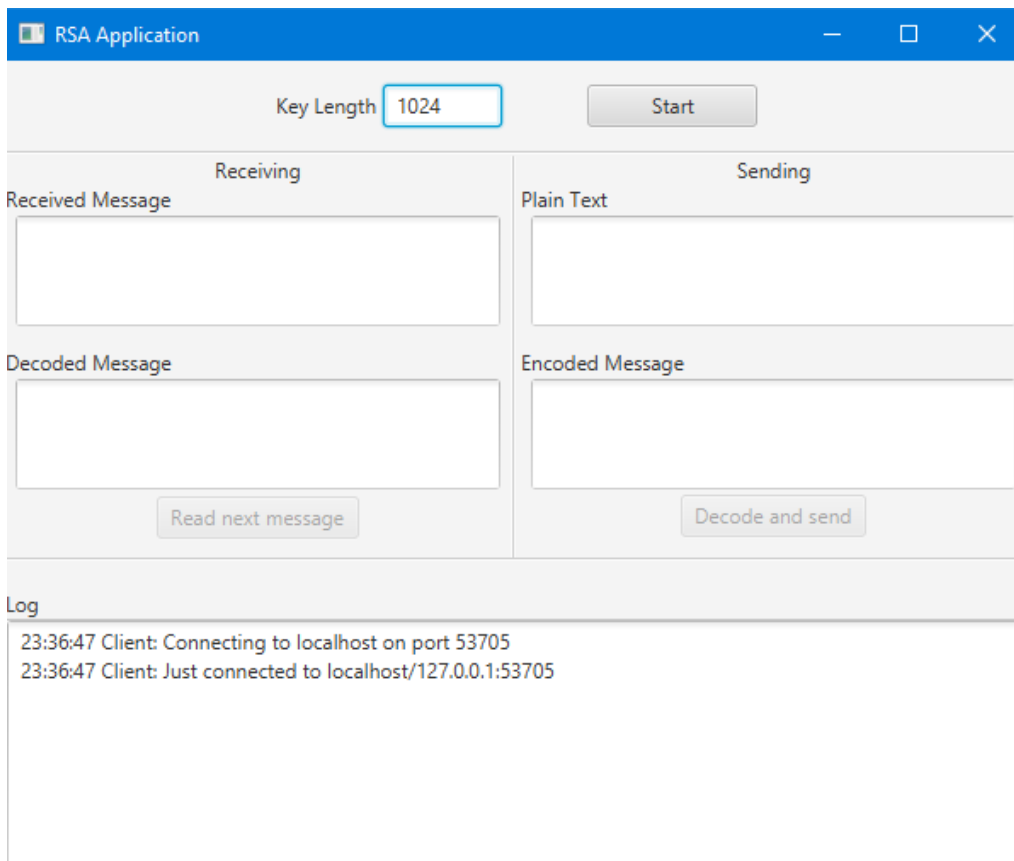 RSA Application
Key Length 1024 Start
Receiving
Received Message
Decoded Message
Read next message
Sending
Plain Text
Encoded Message
Decode and send
Log
23:36:47 Client: Connecting to localhost on port 53705
23:36:47 Client: Just connected to localhost/127.0.0.1:53705